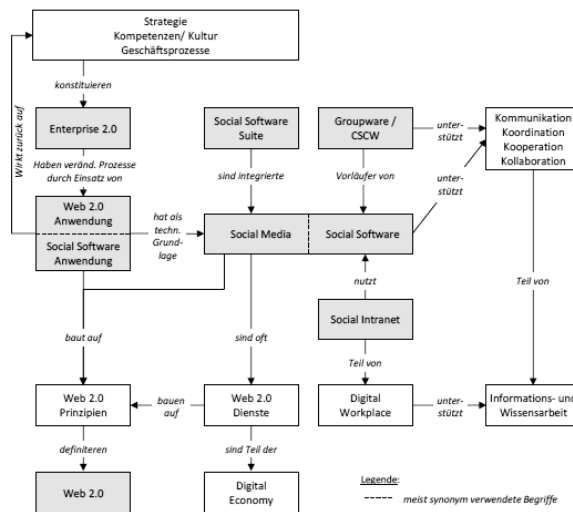 Strategie
Kompetenzen/ Kultur
Geschäftsprozesse
konstituieren
Wirkt zurück auf
Enterprise 2.0
Social Software
Suite
Groupware /
CSCW
unter-
stützt
Kommunikation
Koordination
Kooperation
Kollaboration
Haben veränd. Prozesse
durch Einsatz von
sind integrierte
Vorläufer von
unter-
stützt
Web 2.0
Anwendung
Social Software
Anwendung
hat als
techn.
Grund-
lage
Social Media
Social Software
nutzt
Teil von
Social Intranet
baut auf
sind oft
Teil von
Web 2.0
Prinzipien
bauen
auf
Web 2.0
Dienste
Digital
Workplace
unter-
stützt
Informations- und
Wissensarbeit
definiteren
sind Teil der
Web 2.0
Digital
Economy
Legende:
meist synonym verwendete Begriffe